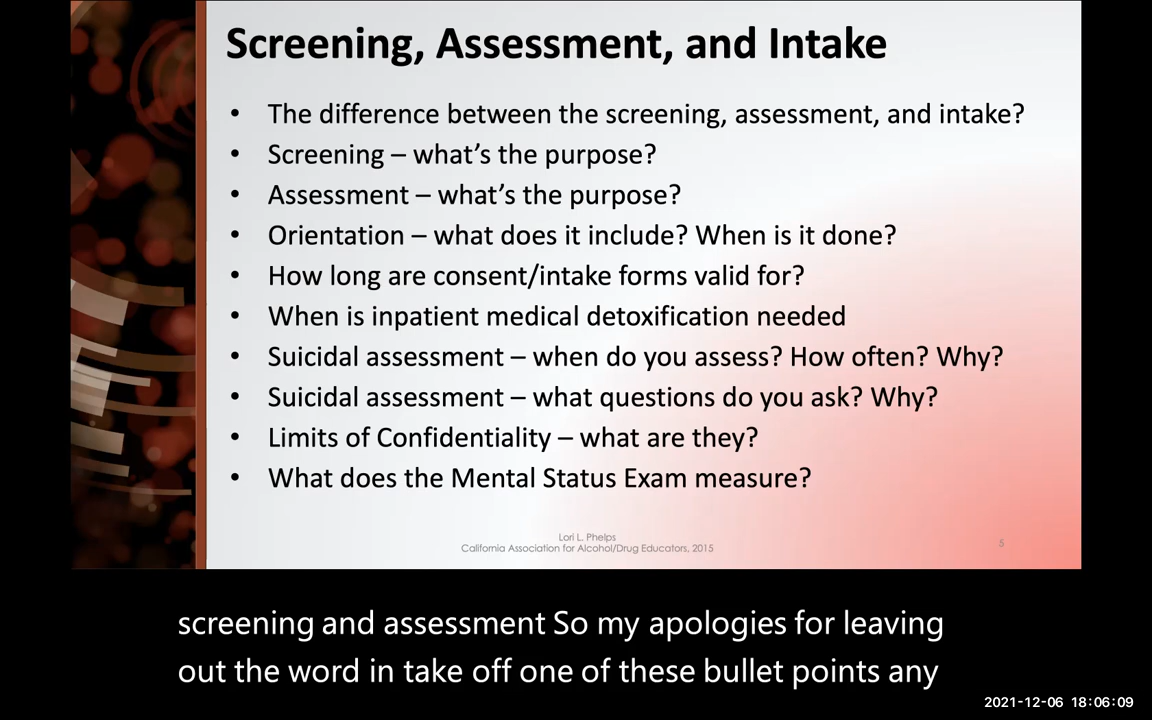 Screening, Assessment, and Intake
• The difference between the screening, assessment, and intake?
• Screening – what's the purpose?
• Assessment – what's the purpose?
• Orientation – what does it include? When is it done?
• How long are consent/intake forms valid for?
• When is inpatient medical detoxification needed
• Suicidal assessment – when do you assess? How often? Why?
• Suicidal assessment – what questions do you ask? Why?
• Limits of Confidentiality – what are they?
• What does the Mental Status Exam measure?
Lori L. Phelps
California Association for Alcohol/Drug Educators, 2015
5
screening and assessment So my apologies for leaving
out the word in take off one of these bullet points any
2021-12-06 18:06:09